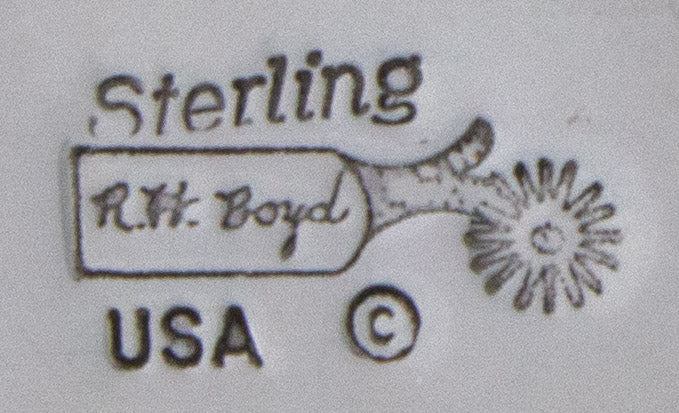 Sterling
R.H. Boyd
USA ©